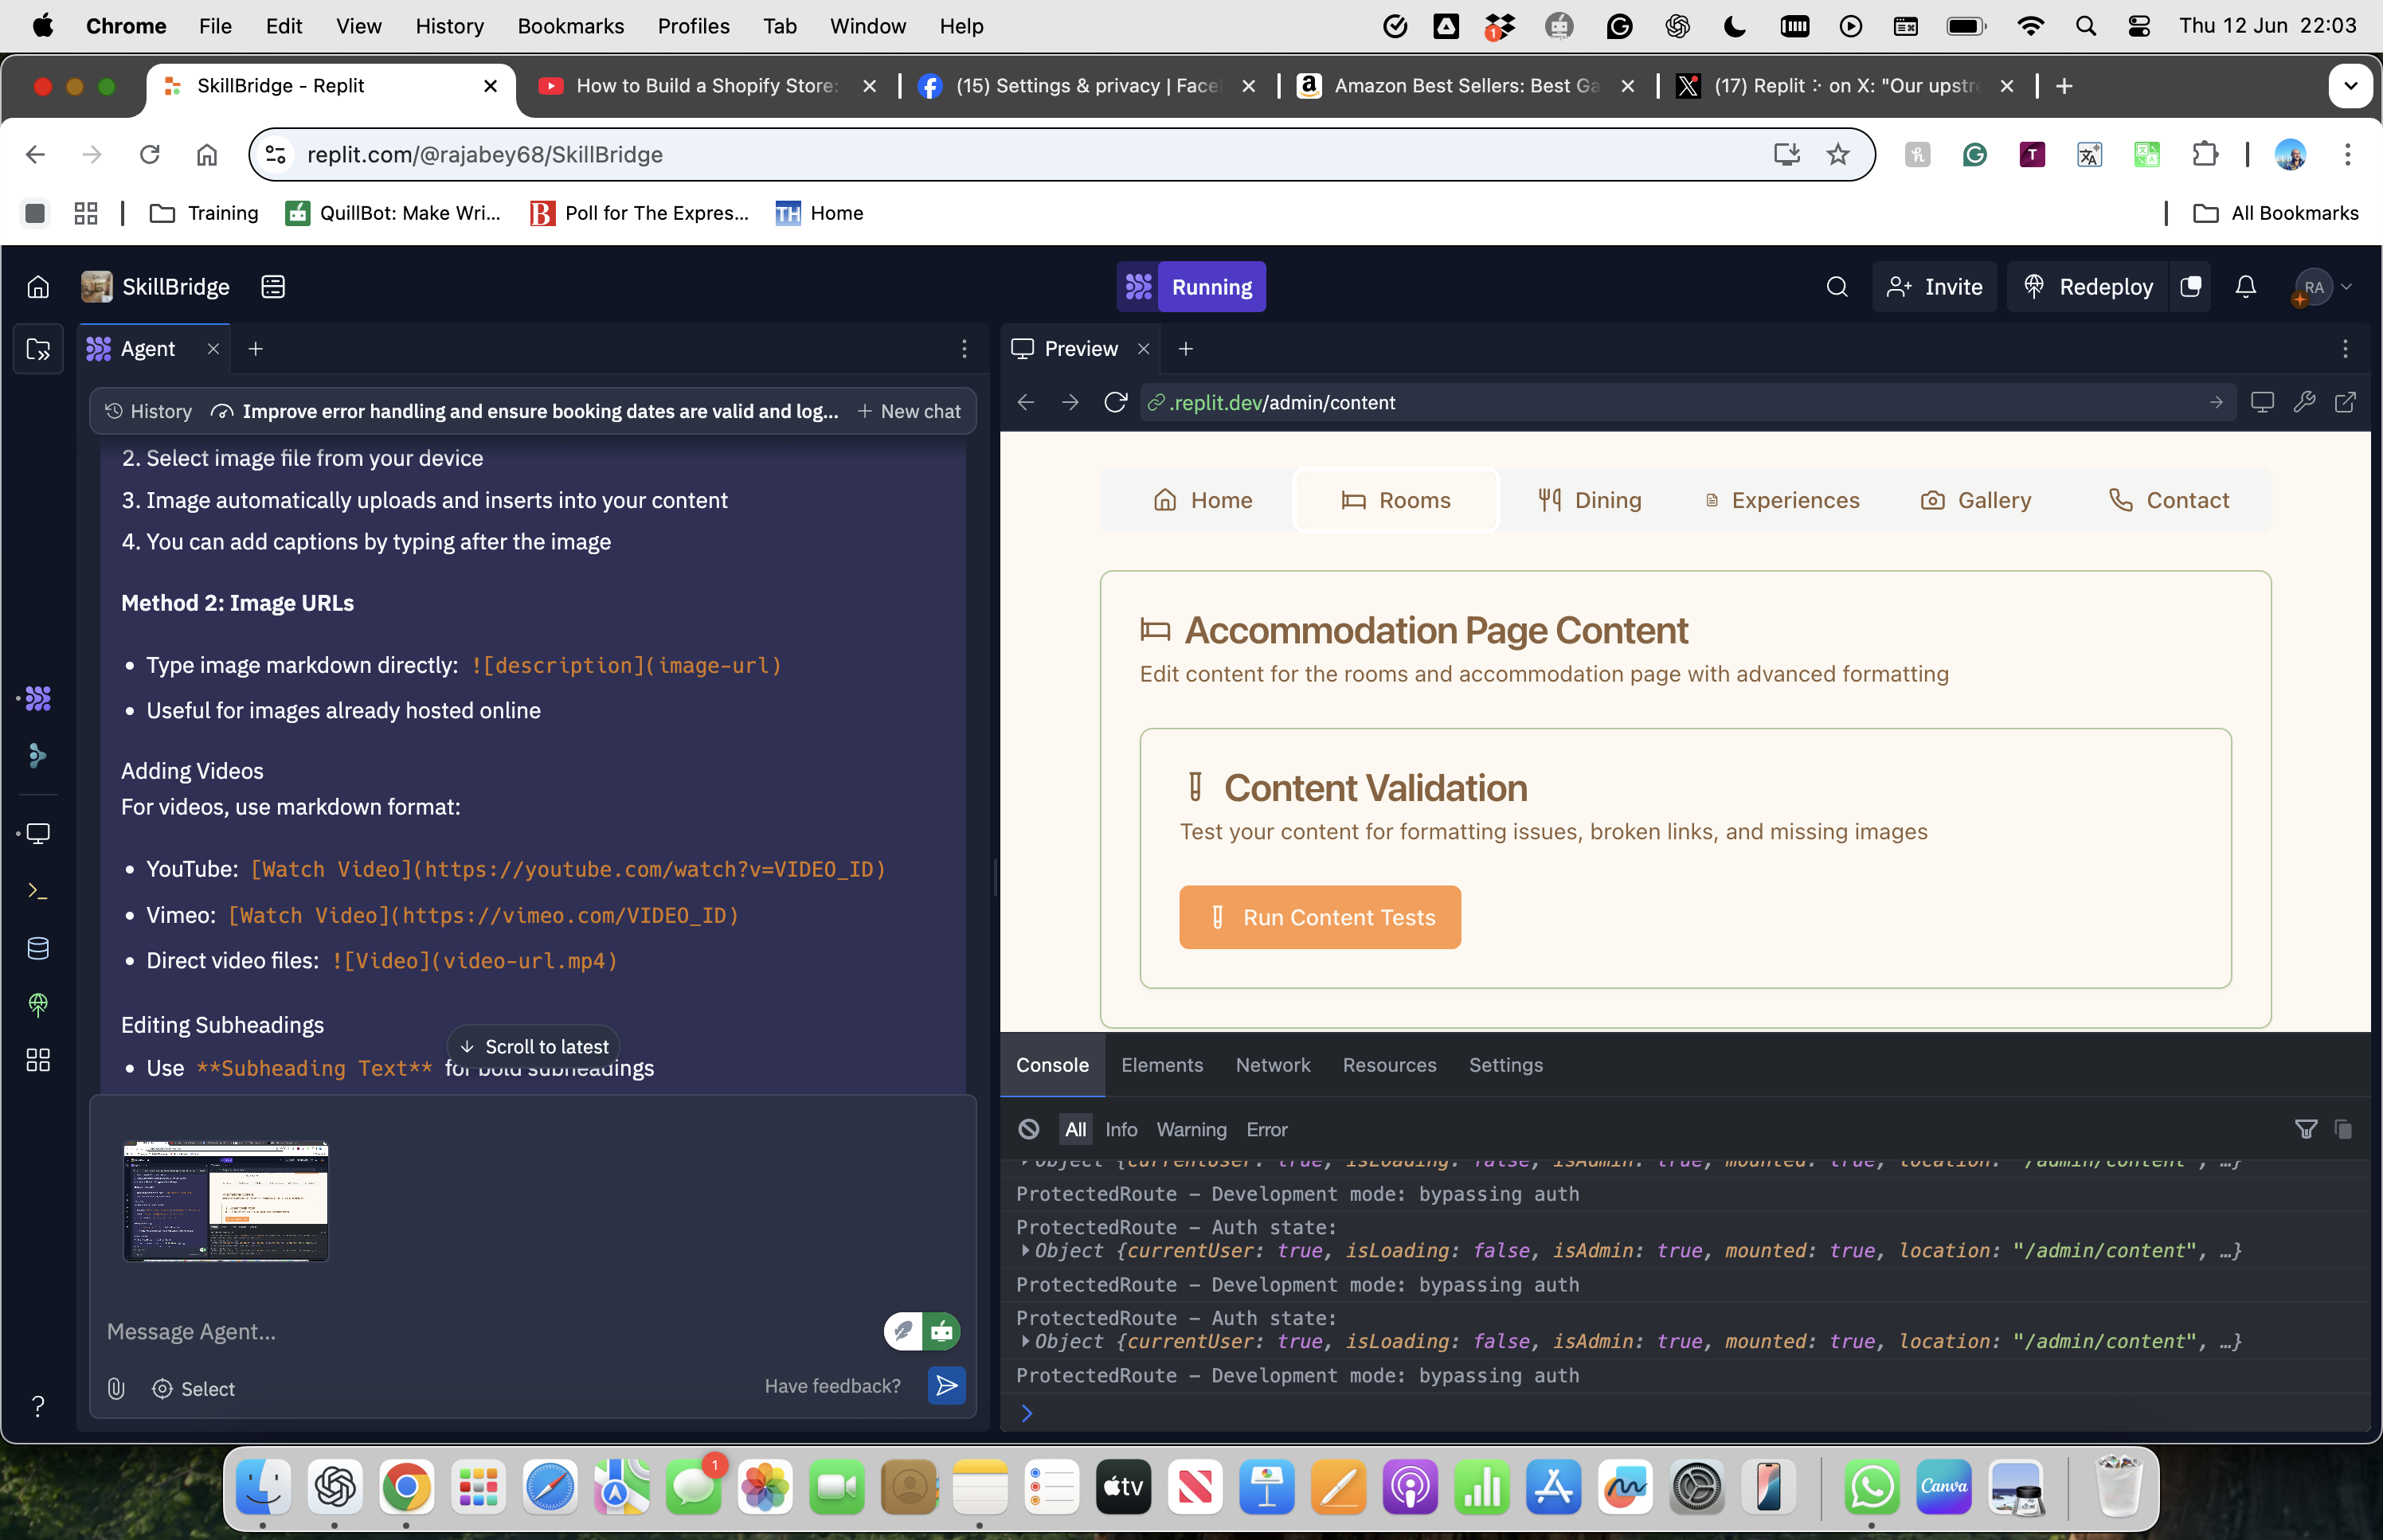 Chrome File Edit View History Bookmarks Profiles Tab Window Help
1
Thu 12 Jun 22:03
SkillBridge - Replit
How to Build a Shopify Store:
(15) Settings & privacy | Face
Amazon Best Sellers: Best Ga
(17) Replit ⠕ on X: "Our upstre
replit.com/@rajabey68/SkillBridge
Training
QuillBot: Make Wri...
Poll for The Expres...
TH Home
All Bookmarks
SkillBridge
Running
Invite
Redeploy
RA
Agent
History
Improve error handling and ensure booking dates are valid and log...
New chat
2. Select image file from your device
3. Image automatically uploads and inserts into your content
4. You can add captions by typing after the image
Method 2: Image URLs
• Type image markdown directly: ![description](image-url)
• Useful for images already hosted online
Adding Videos
For videos, use markdown format:
• YouTube: [Watch Video](https://youtube.com/watch?v=VIDEO_ID)
• Vimeo: [Watch Video](https://vimeo.com/VIDEO_ID)
• Direct video files: ![Video](video-url.mp4)
Editing Subheadings
Scroll to latest
• Use **Subheading Text** for bold subheadings
Message Agent...
Select
Have feedback?
?
Preview
.replit.dev/admin/content
Home
Rooms
Dining
Experiences
Gallery
Contact
Accommodation Page Content
Edit content for the rooms and accommodation page with advanced formatting
Content Validation
Test your content for formatting issues, broken links, and missing images
Run Content Tests
Console Elements Network Resources Settings
All Info Warning Error
Object {currentUser: true, isLoading: false, isAdmin: true, mounted: true, location: "/admin/content", …}
ProtectedRoute – Development mode: bypassing auth
ProtectedRoute – Auth state:
Object {currentUser: true, isLoading: false, isAdmin: true, mounted: true, location: "/admin/content", …}
ProtectedRoute – Development mode: bypassing auth
ProtectedRoute – Auth state:
Object {currentUser: true, isLoading: false, isAdmin: true, mounted: true, location: "/admin/content", …}
ProtectedRoute – Development mode: bypassing auth
1
tv
Canva